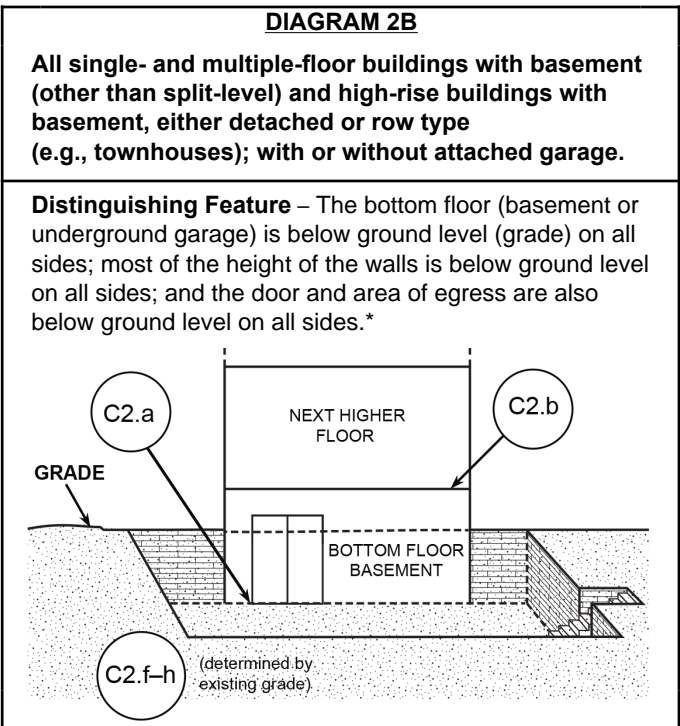 DIAGRAM 2B
All single- and multiple-floor buildings with basement
(other than split-level) and high-rise buildings with
basement, either detached or row type
(e.g., townhouses); with or without attached garage.
Distinguishing Feature – The bottom floor (basement or
underground garage) is below ground level (grade) on all
sides; most of the height of the walls is below ground level
on all sides; and the door and area of egress are also
below ground level on all sides.*
C2.a
NEXT HIGHER
FLOOR
C2.b
GRADE
BOTTOM FLOOR
BASEMENT
C2.f–h
(determined by
existing grade)